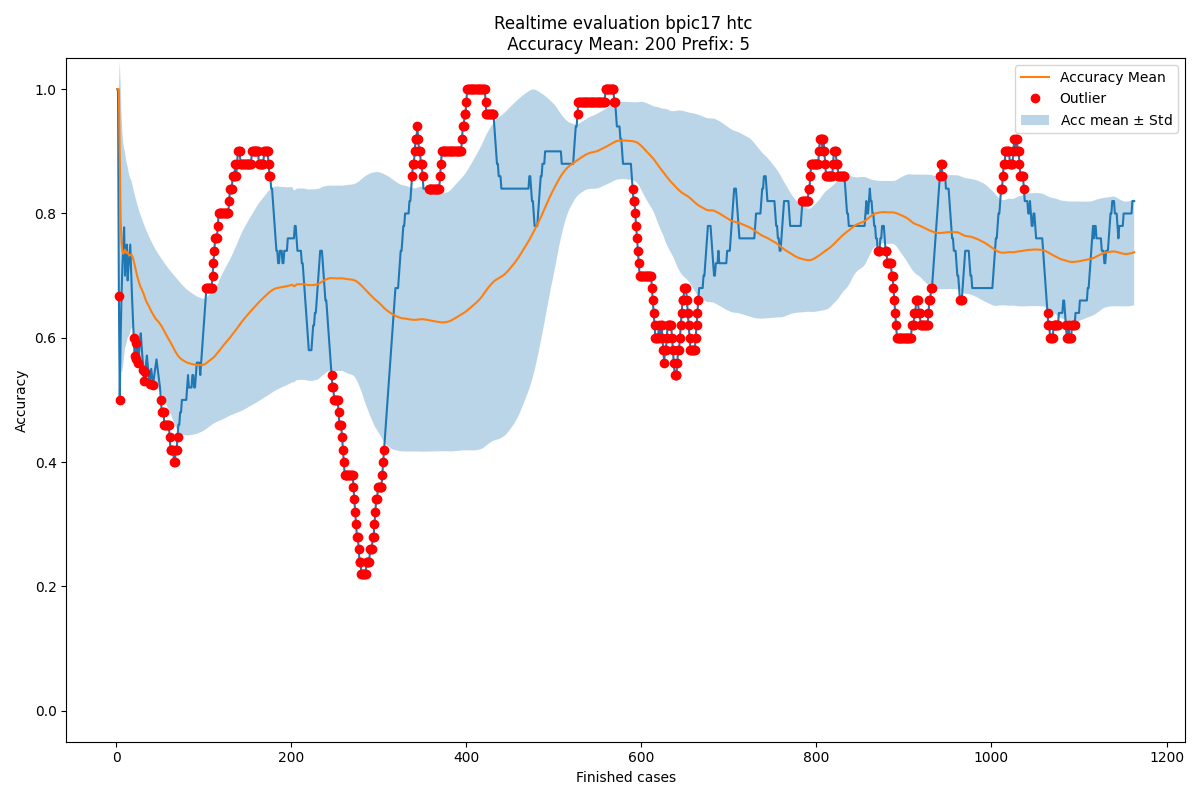 Realtime evaluation bpic17 htc
Accuracy Mean: 200 Prefix: 5
Accuracy Mean
Outlier
Acc mean ± Std
1.0
0.8
0.6
0.4
0.2
0.0
Accuracy
0
200
400
600
800
1000
1200
Finished cases